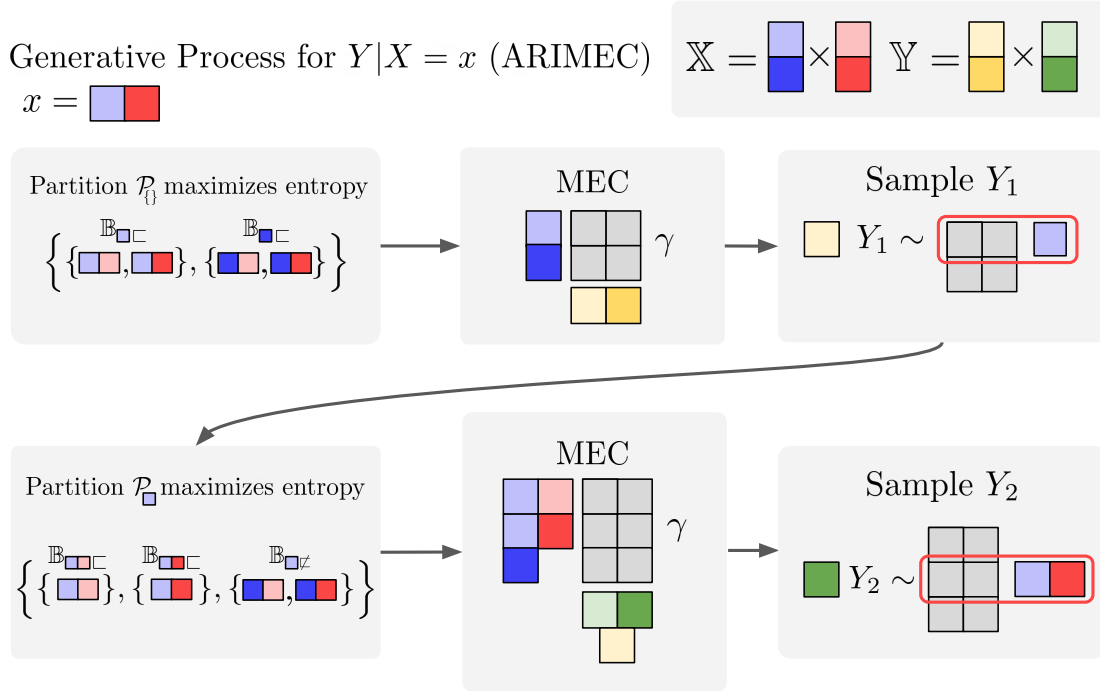 Generative Process for Y|X = x (ARIMEC)
𝕏 = × 𝕐 = ×
x =
Partition 𝒫{} maximizes entropy
𝔹⊏ 𝔹⊏
{{ , }, { , }}
MEC
γ
Sample Y₁
Y₁ ∼
Partition 𝒫 maximizes entropy
𝔹⊏ 𝔹⊏ 𝔹⊏̸
{{ }, { }, { , }}
MEC
γ
Sample Y₂
Y₂ ∼